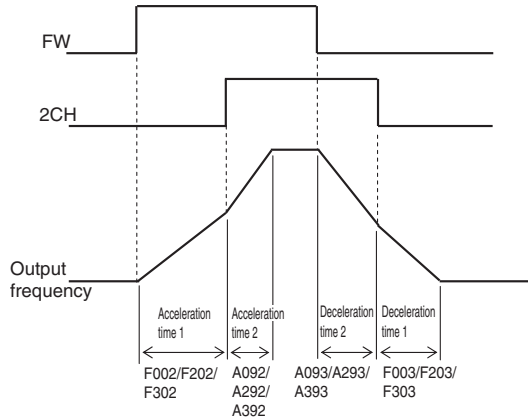 FW
2CH
Output
frequency
Acceleration
time 1
Acceleration
time 2
Deceleration
time 2
Deceleration
time 1
F002/F202/
F302
A092/
A292/
A392
A093/A293/
A393
F003/F203/
F303